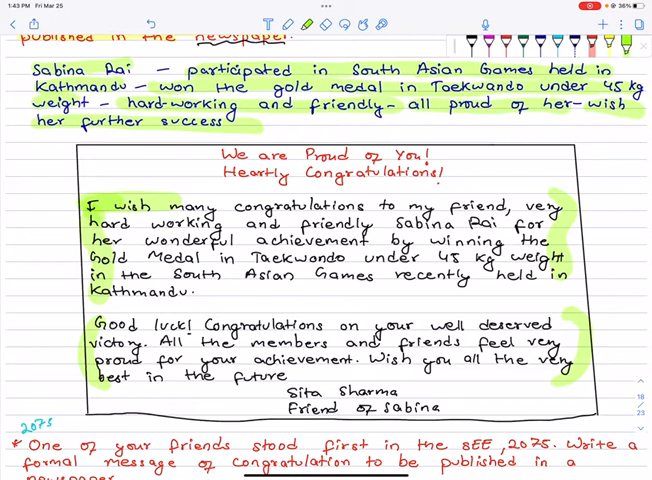 1:43 PM Fri Mar 25
36%
published in the newspaper.
Sabina Rai - participated in South Asian Games held in
Kathmandu - won the gold medal in Taekwando under 45 kg
weight - hard-working and friendly - all proud of her - wish
her further success
We are Proud of You!
Heartly Congratulations!
I wish many congratulations to my friend, very
hard working and friendly Sabina Rai for
her wonderful achievement by winning the
Gold Medal in Taekwondo under 45 kg weight
in the South Asian Games recently held in
Kathmandu.
Good luck! Congratulations on your well deserved
victory. All the members and friends feel very
proud for your achievement. Wish you all the very
best in the future
Sita Sharma
Friend of Sabina
18
/
23
2075
* One of your friends stood first in the SEE, 2075. Write a
formal message of congratulation to be published in a
newspaper